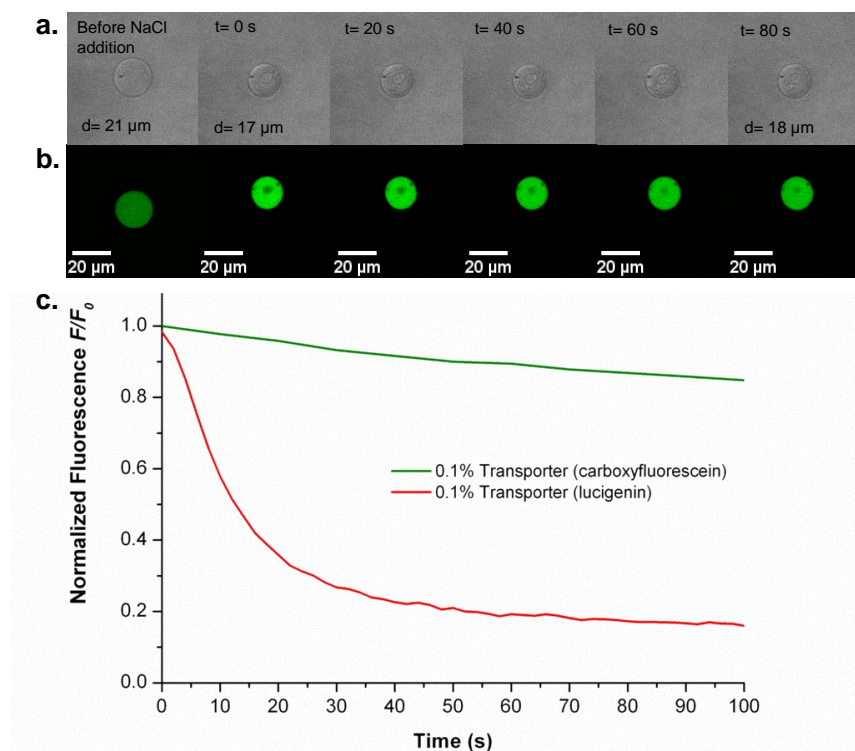 a.
Before NaCl
addition
t= 0 s
t= 20 s
t= 40 s
t= 60 s
t= 80 s
d= 21 µm
d= 17 µm
d= 18 µm
b.
20 µm
20 µm
20 µm
20 µm
20 µm
20 µm
c.
Normalized Fluorescence F/F0
1.0
0.8
0.6
0.4
0.2
0.0
0.1% Transporter (carboxyfluorescein)
0.1% Transporter (lucigenin)
0
10
20
30
40
50
60
70
80
90
100
Time (s)